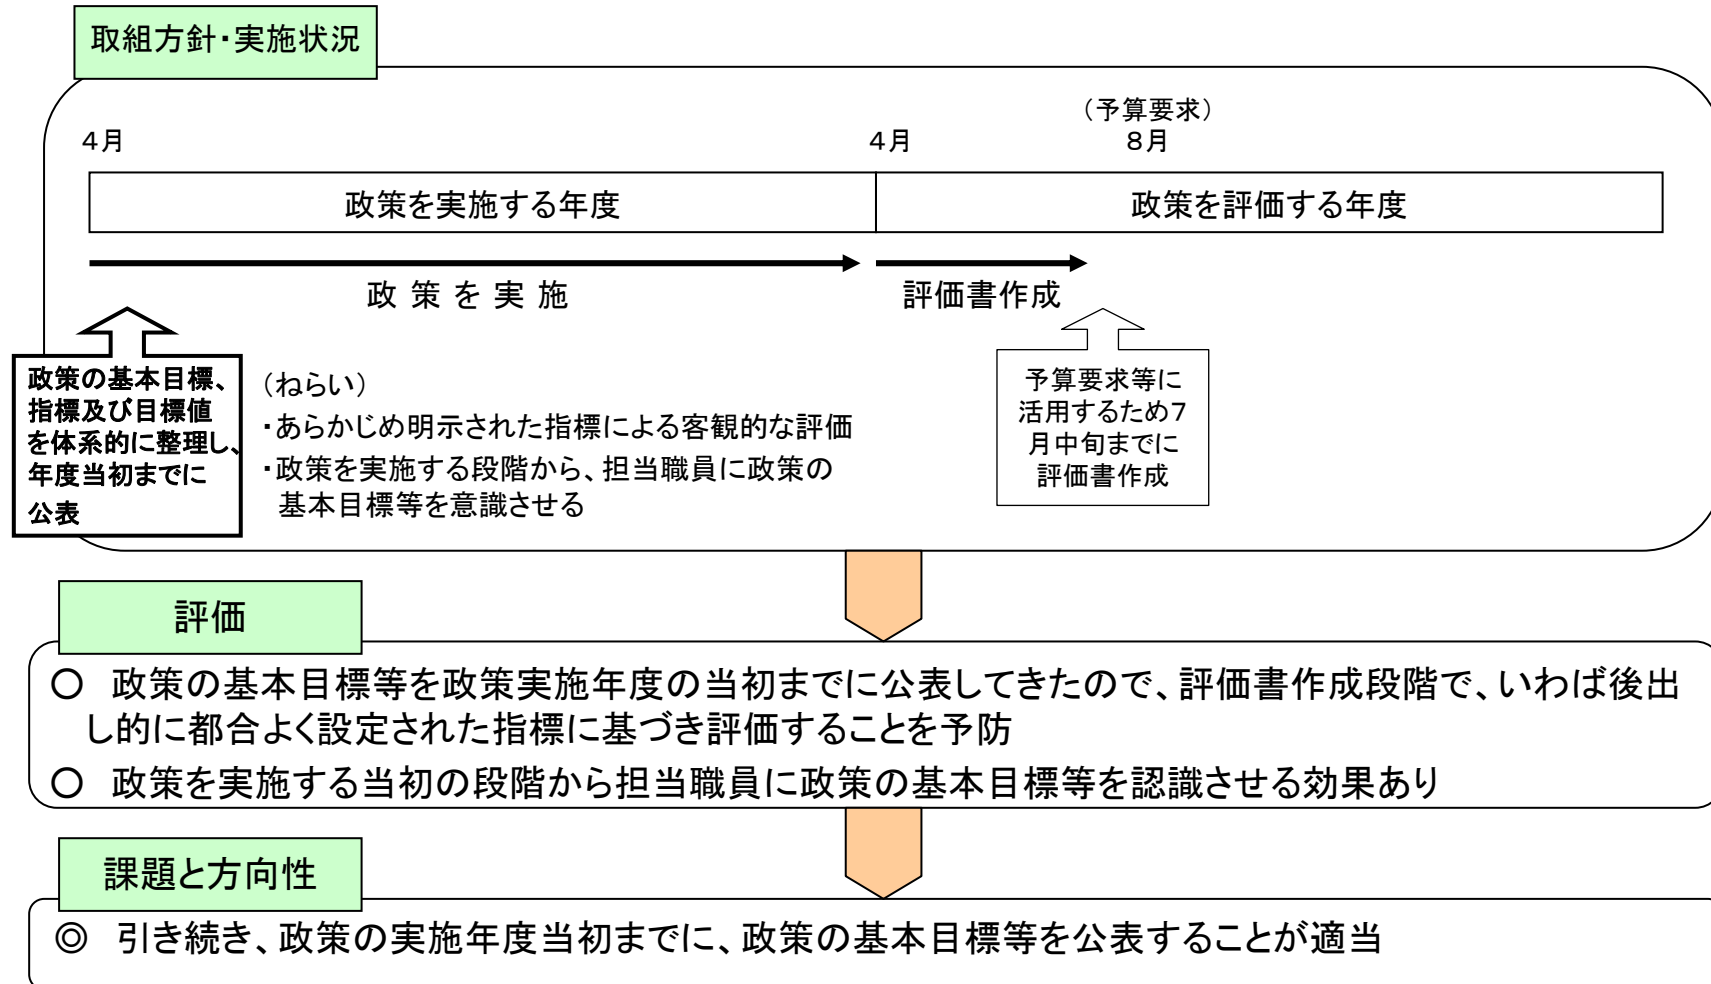 取組方針・実施状況
（予算要求）
４月
４月
８月
政策を実施する年度
政策を評価する年度
政 策 を 実 施
評価書作成
政策の基本目標、
指標及び目標値
を体系的に整理し、
年度当初までに
公表
（ねらい）
・あらかじめ明示された指標による客観的な評価
・政策を実施する段階から、担当職員に政策の
基本目標等を意識させる
予算要求等に
活用するため７
月中旬までに
評価書作成
評価
○　政策の基本目標等を政策実施年度の当初までに公表してきたので、評価書作成段階で、いわば後出
し的に都合よく設定された指標に基づき評価することを予防
○　政策を実施する当初の段階から担当職員に政策の基本目標等を認識させる効果あり
課題と方向性
◎　引き続き、政策の実施年度当初までに、政策の基本目標等を公表することが適当